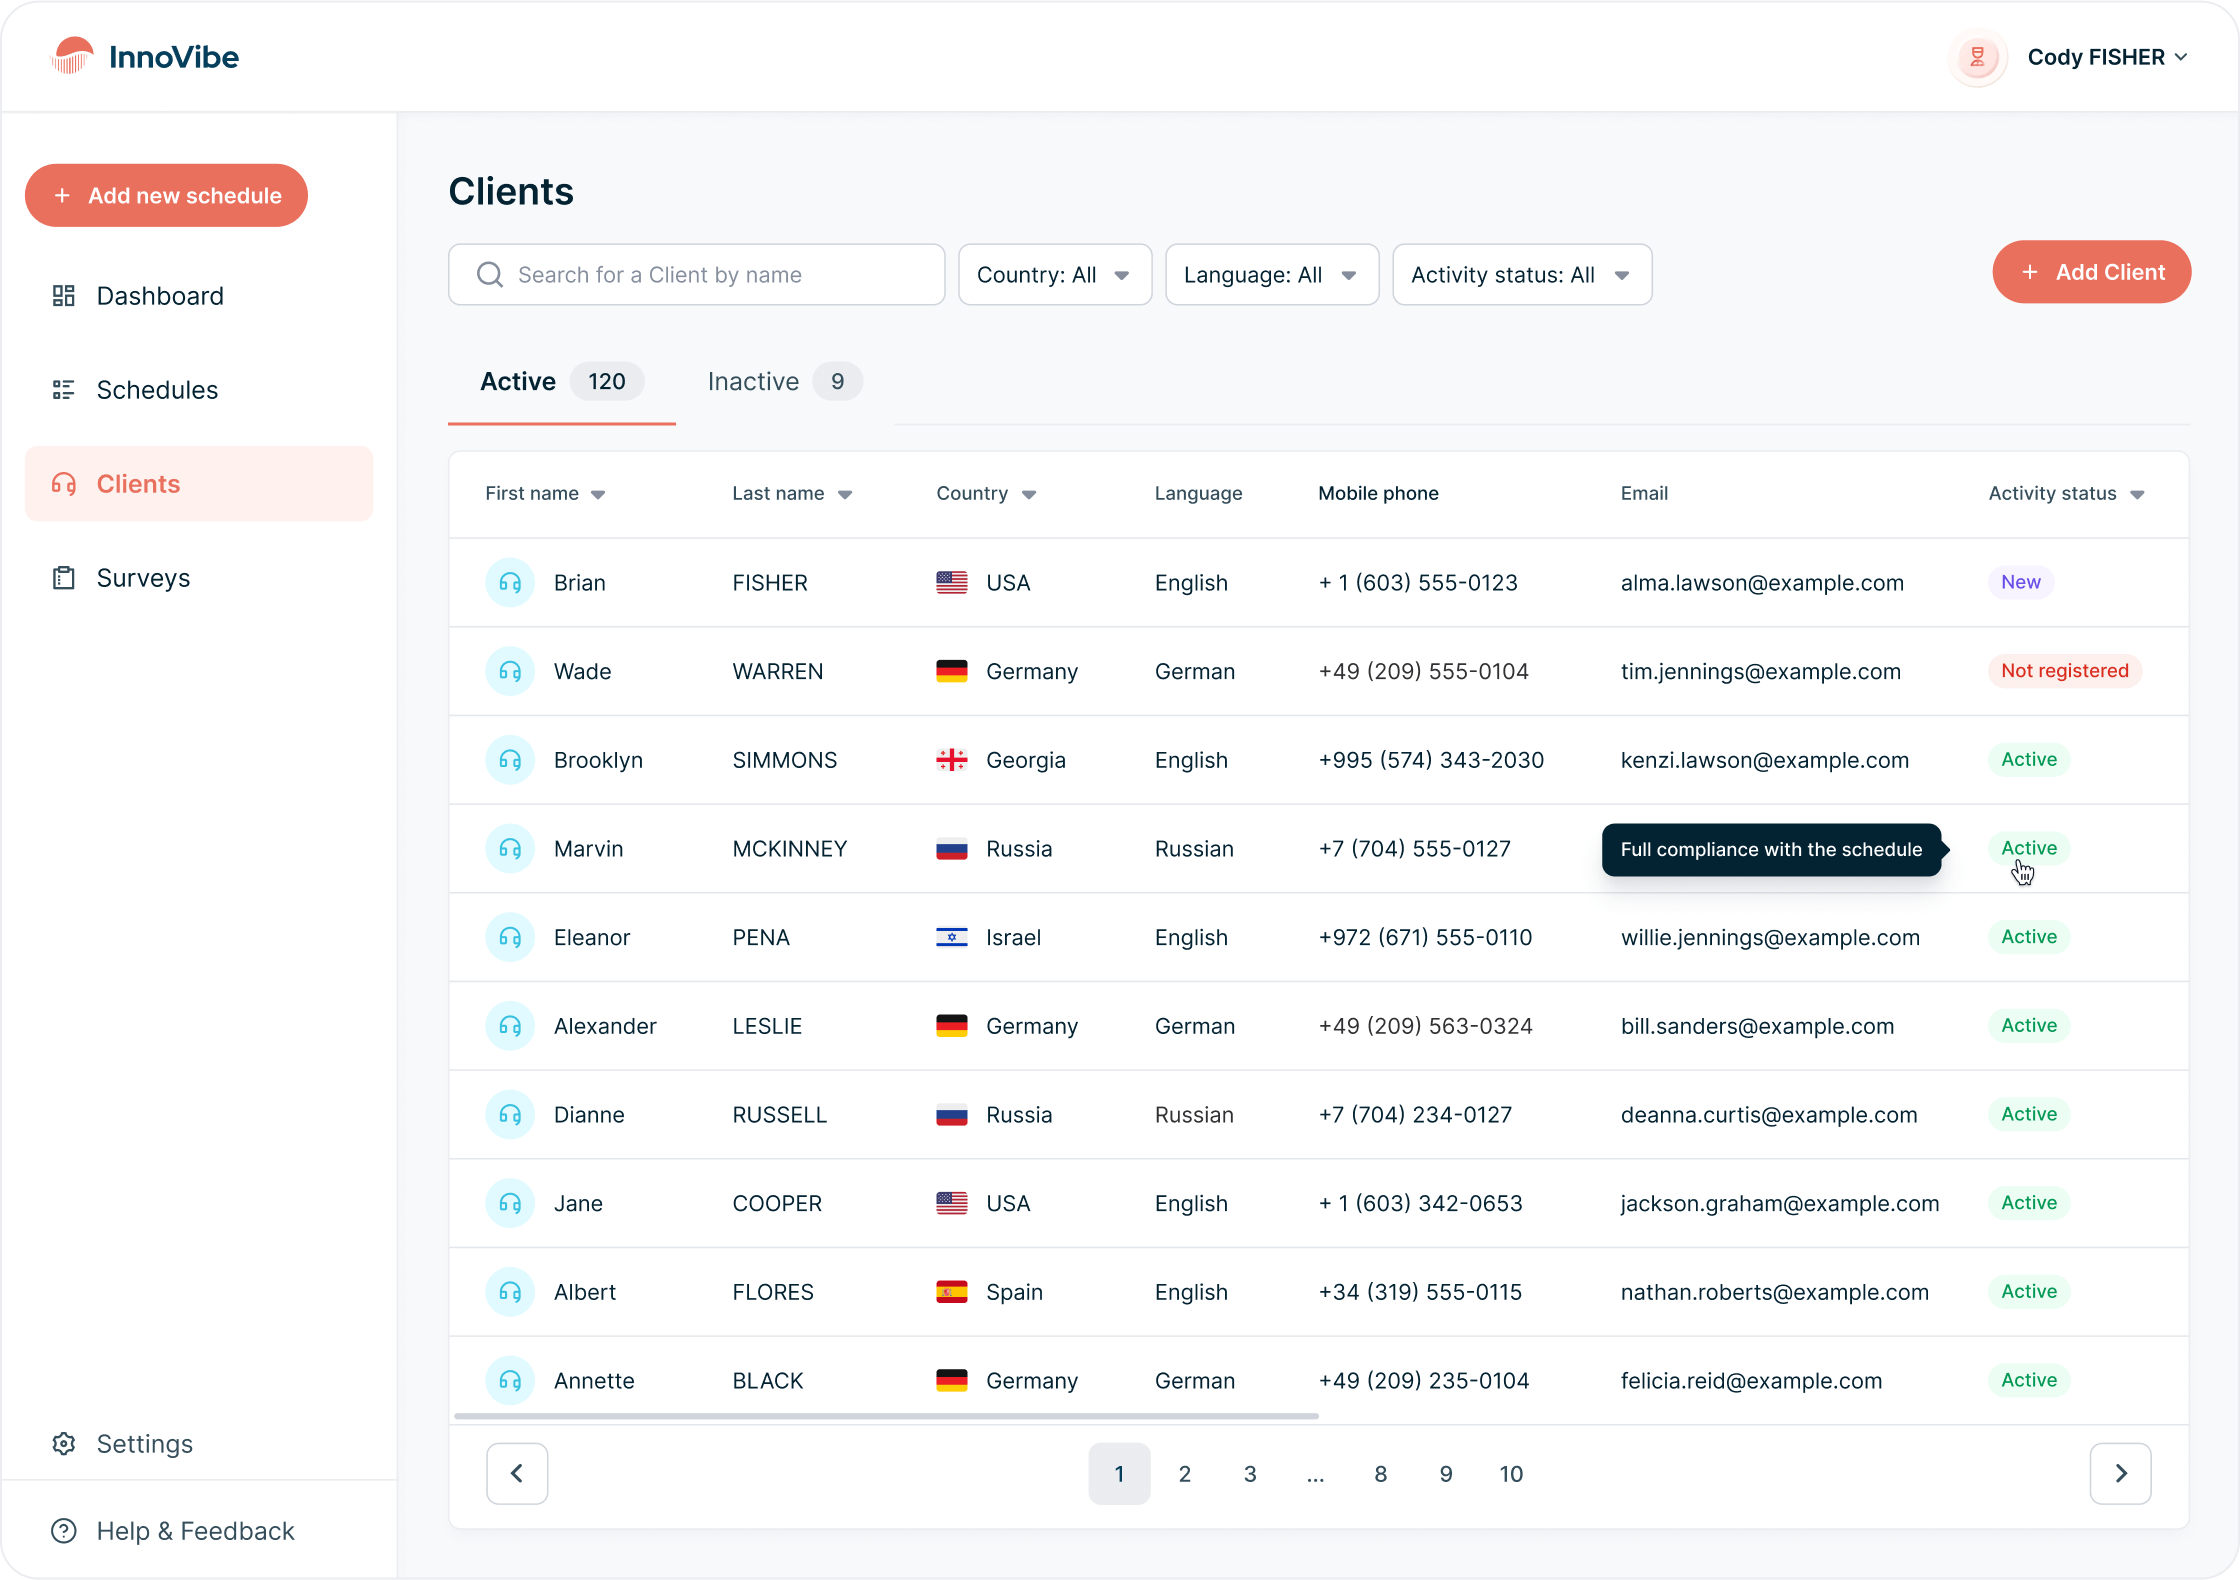 InnoVibe
Cody FISHER
+ Add new schedule
Dashboard
Schedules
Clients
Surveys
Settings
Help & Feedback
Clients
Search for a Client by name
Country: All
Language: All
Activity status: All
+ Add Client
Active 120
Inactive 9
First name Last name Country Language Mobile phone Email Activity status
Brian FISHER USA English + 1 (603) 555-0123 alma.lawson@example.com New
Wade WARREN Germany German +49 (209) 555-0104 tim.jennings@example.com Not registered
Brooklyn SIMMONS Georgia English +995 (574) 343-2030 kenzi.lawson@example.com Active
Marvin MCKINNEY Russia Russian +7 (704) 555-0127 Full compliance with the schedule Active
Eleanor PENA Israel English +972 (671) 555-0110 willie.jennings@example.com Active
Alexander LESLIE Germany German +49 (209) 563-0324 bill.sanders@example.com Active
Dianne RUSSELL Russia Russian +7 (704) 234-0127 deanna.curtis@example.com Active
Jane COOPER USA English + 1 (603) 342-0653 jackson.graham@example.com Active
Albert FLORES Spain English +34 (319) 555-0115 nathan.roberts@example.com Active
Annette BLACK Germany German +49 (209) 235-0104 felicia.reid@example.com Active
1 2 3 ... 8 9 10